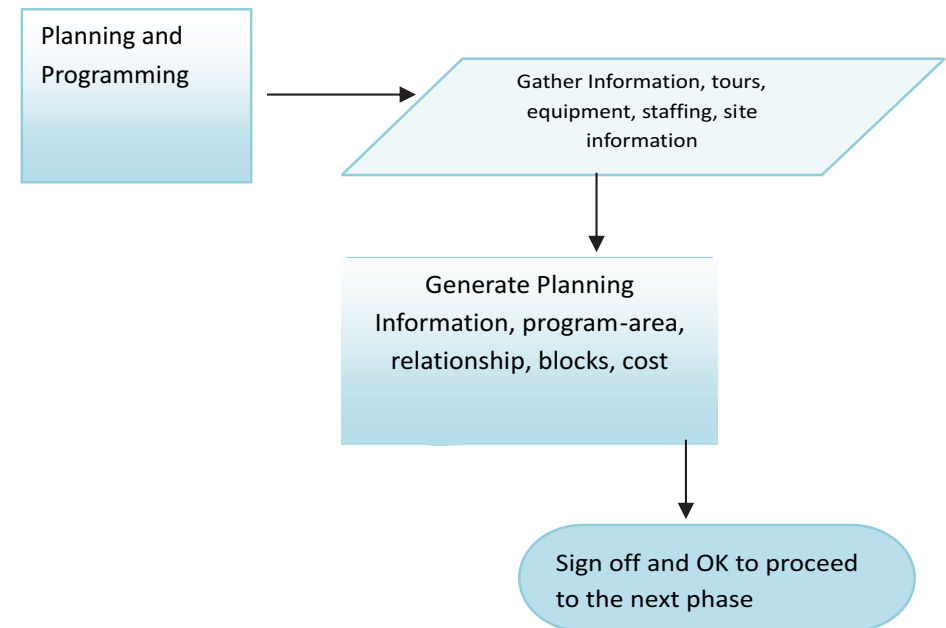 Planning and
Programming
Gather Information, tours,
equipment, staffing, site
information
Generate Planning
Information, program-area,
relationship, blocks, cost
Sign off and OK to proceed
to the next phase